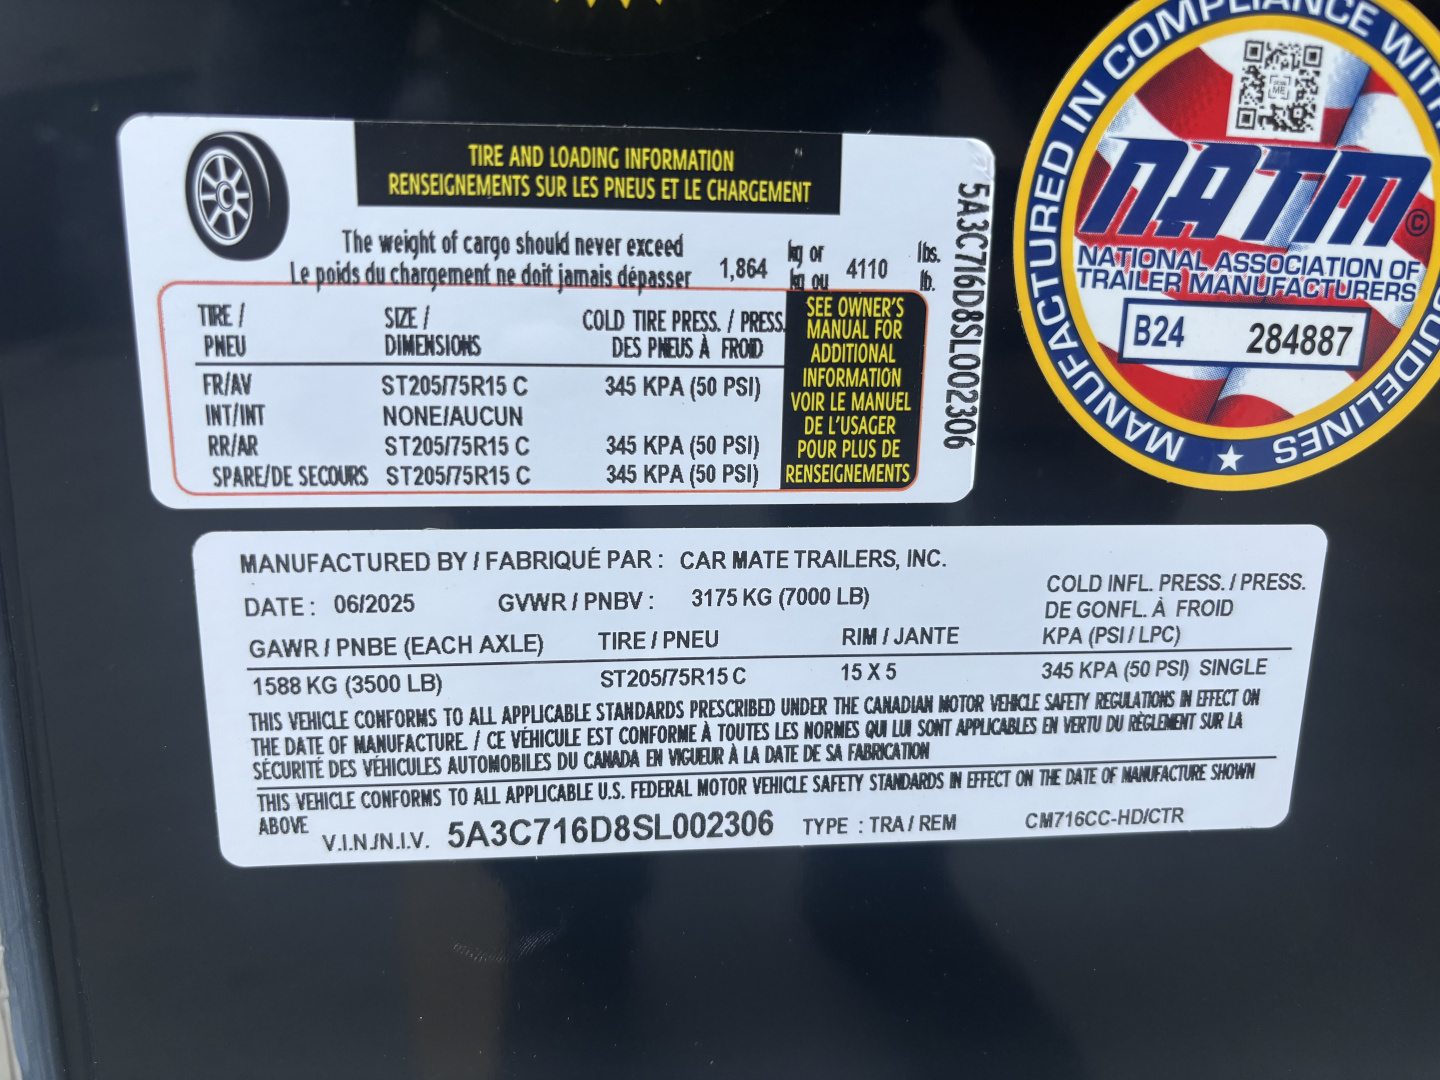 TIRE AND LOADING INFORMATION
RENSEIGNEMENTS SUR LES PNEUS ET LE CHARGEMENT
The weight of cargo should never exceed 1,864 kg or 4110 lbs.
Le poids du chargement ne doit jamais dépasser kg ou lb.
TIRE / SIZE / COLD TIRE PRESS. / PRESS.
PNEU DIMENSIONS DES PNEUS À FROID
FR/AV ST205/75R15 C 345 KPA (50 PSI)
INT/INT NONE/AUCUN
RR/AR ST205/75R15 C 345 KPA (50 PSI)
SPARE/DE SECOURS ST205/75R15 C 345 KPA (50 PSI)
SEE OWNER'S
MANUAL FOR
ADDITIONAL
INFORMATION
VOIR LE MANUEL
DE L'USAGER
POUR PLUS DE
RENSEIGNEMENTS
5A3C716D8SL002306
MANUFACTURED IN COMPLIANCE WITH GUIDELINES
NATM ©
NATIONAL ASSOCIATION OF
TRAILER MANUFACTURERS
B24 284887
MANUFACTURED BY / FABRIQUÉ PAR : CAR MATE TRAILERS, INC.
DATE : 06/2025 GVWR / PNBV : 3175 KG (7000 LB) COLD INFL. PRESS. / PRESS.
DE GONFL. À FROID
GAWR / PNBE (EACH AXLE) TIRE / PNEU RIM / JANTE KPA (PSI / LPC)
1588 KG (3500 LB) ST205/75R15 C 15 X 5 345 KPA (50 PSI) SINGLE
THIS VEHICLE CONFORMS TO ALL APPLICABLE STANDARDS PRESCRIBED UNDER THE CANADIAN MOTOR VEHICLE SAFETY REGULATIONS IN EFFECT ON
THE DATE OF MANUFACTURE. / CE VÉHICULE EST CONFORME À TOUTES LES NORMES QUI LUI SONT APPLICABLES EN VERTU DU RÈGLEMENT SUR LA
SÉCURITÉ DES VÉHICULES AUTOMOBILES DU CANADA EN VIGUEUR À LA DATE DE SA FABRICATION
THIS VEHICLE CONFORMS TO ALL APPLICABLE U.S. FEDERAL MOTOR VEHICLE SAFETY STANDARDS IN EFFECT ON THE DATE OF MANUFACTURE SHOWN
ABOVE
V.I.N./N.I.V. 5A3C716D8SL002306 TYPE : TRA / REM CM716CC-HD/CTR